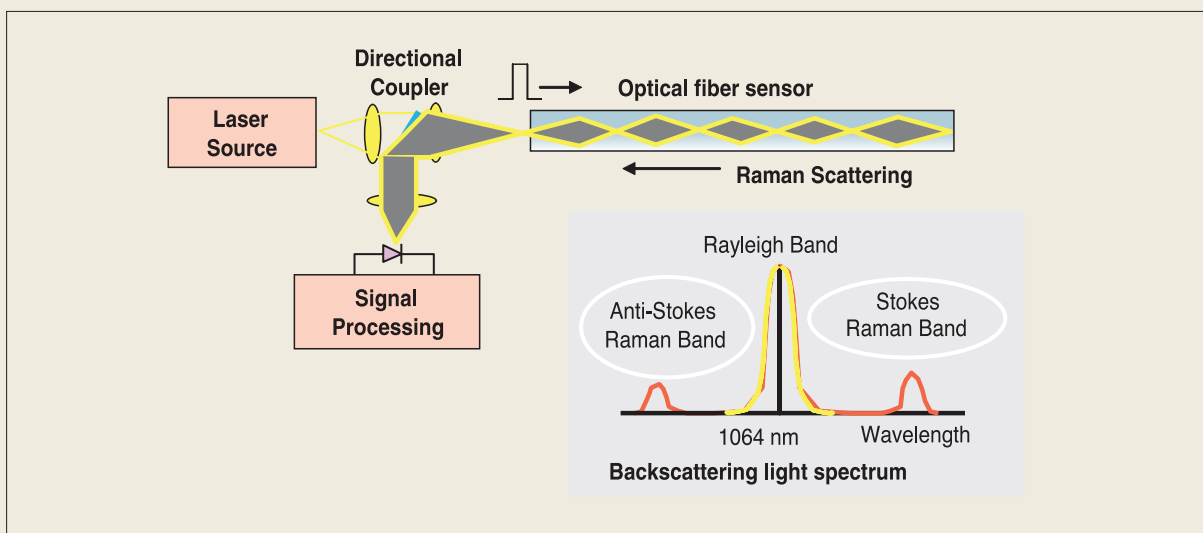 Directional
Coupler
Laser
Source
Optical fiber sensor
Raman Scattering
Signal
Processing
Rayleigh Band
Anti-Stokes
Raman Band
Stokes
Raman Band
1064 nm
Wavelength
Backscattering light spectrum